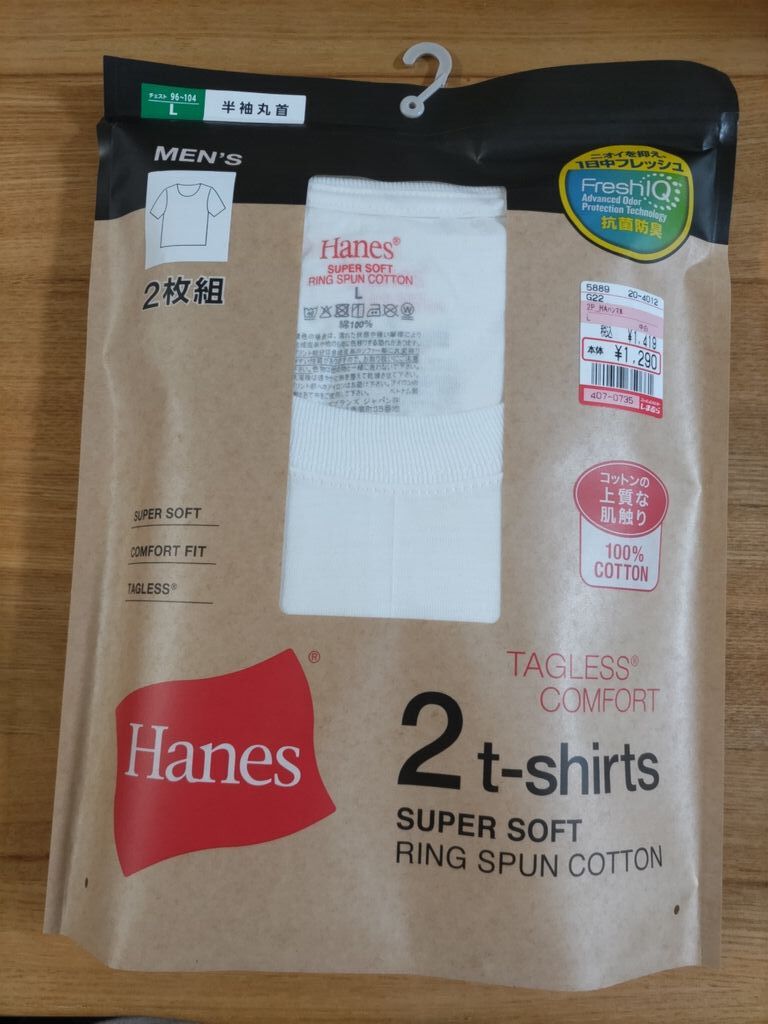 チェスト 96~104
L
半袖丸首
MEN'S
2枚組
ニオイを抑え、
1日中フレッシュ
FreshIQ
Advanced Odor
Protection Technology
抗菌防臭
Hanes®
SUPER SOFT
RING SPUN COTTON
L
綿100%
5889 20-4012
G22
L
税込 ¥1,419
本体 ¥1,290
407-0735
しまむら
コットンの
上質な
肌触り
100%
COTTON
SUPER SOFT
COMFORT FIT
TAGLESS®
Hanes®
TAGLESS®
COMFORT
2 t-shirts
SUPER SOFT
RING SPUN COTTON